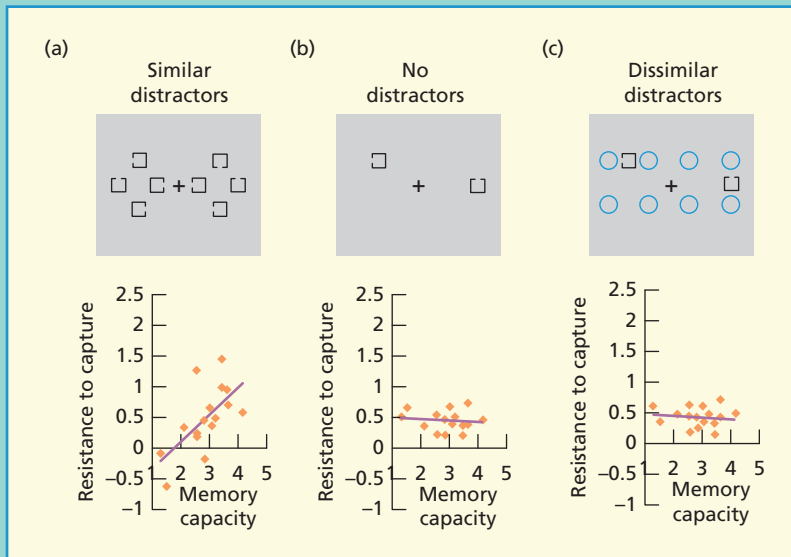 (a)
Similar
distractors
(b)
No
distractors
(c)
Dissimilar
distractors
+
+
+
Resistance to capture
2.5
2
1.5
1
0.5
0
–0.5
–1
1 2 3 4 5
Memory
capacity
Resistance to capture
2.5
2
1.5
1
0.5
0
–0.5
–1
1 2 3 4 5
Memory
capacity
Resistance to capture
2.5
2
1.5
1
0.5
0
–0.5
–1
1 2 3 4 5
Memory
capacity